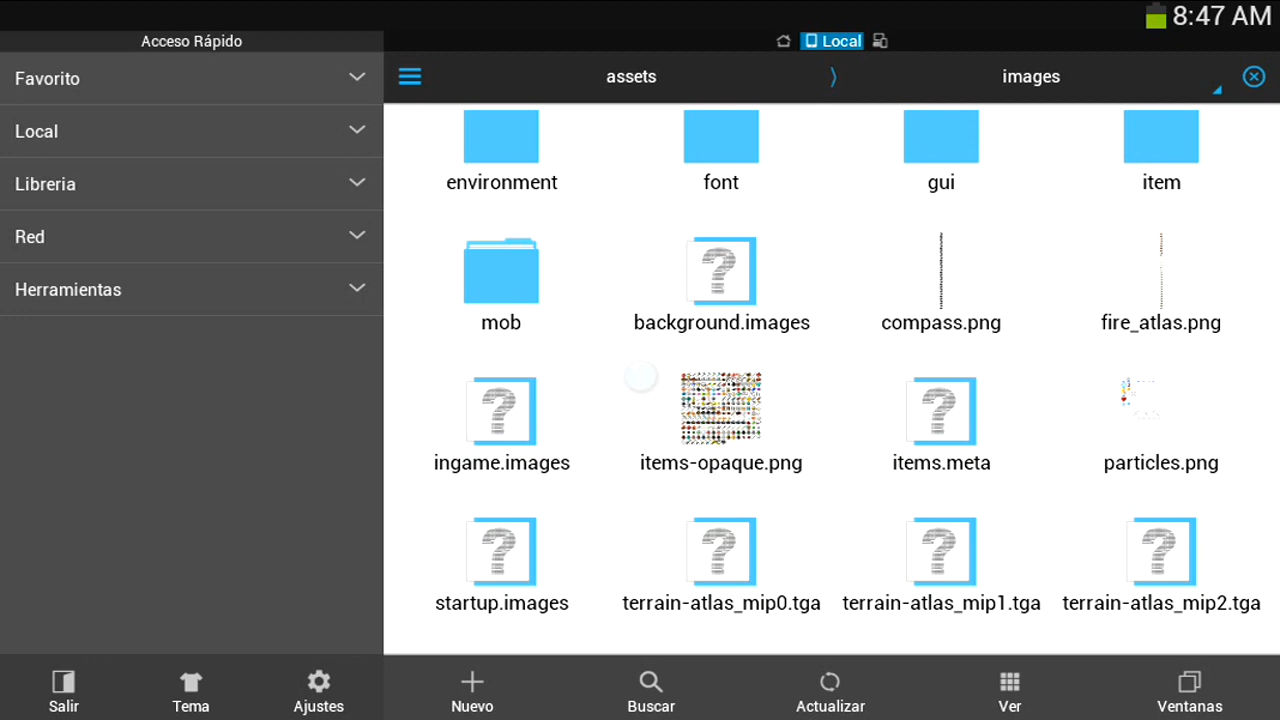 8:47 AM
Acceso Rápido
Local
Favorito
Local
Libreria
Red
Herramientas
assets
images
environment
font
gui
item
mob
background.images
compass.png
fire_atlas.png
ingame.images
items-opaque.png
items.meta
particles.png
startup.images
terrain-atlas_mip0.tga
terrain-atlas_mip1.tga
terrain-atlas_mip2.tga
Salir
Tema
Ajustes
Nuevo
Buscar
Actualizar
Ver
Ventanas